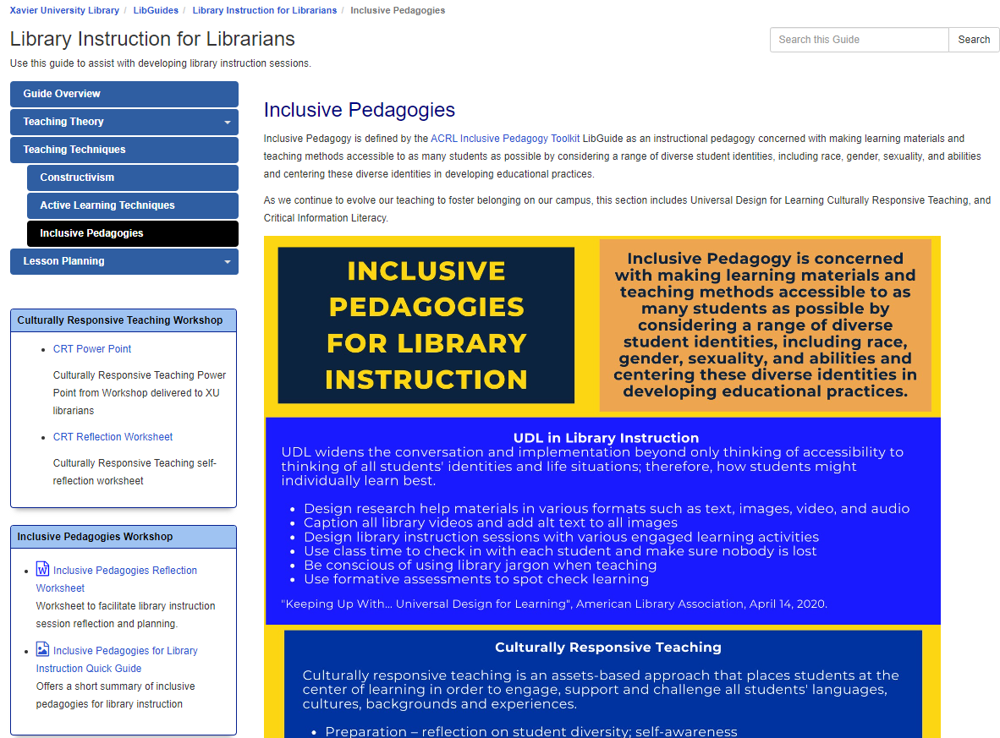 Xavier University Library / LibGuides / Library Instruction for Librarians / Inclusive Pedagogies
Library Instruction for Librarians
Search this Guide
Search
Use this guide to assist with developing library instruction sessions.
Guide Overview
Teaching Theory
Teaching Techniques
Constructivism
Active Learning Techniques
Inclusive Pedagogies
Lesson Planning
Culturally Responsive Teaching Workshop
• CRT Power Point
Culturally Responsive Teaching Power
Point from Workshop delivered to XU
librarians
• CRT Reflection Worksheet
Culturally Responsive Teaching self-
reflection worksheet
Inclusive Pedagogies Workshop
• Inclusive Pedagogies Reflection
Worksheet
Worksheet to facilitate library instruction
session reflection and planning.
• Inclusive Pedagogies for Library
Instruction Quick Guide
Offers a short summary of inclusive
pedagogies for library instruction
Inclusive Pedagogies
Inclusive Pedagogy is defined by the ACRL Inclusive Pedagogy Toolkit LibGuide as an instructional pedagogy concerned with making learning materials and
teaching methods accessible to as many students as possible by considering a range of diverse student identities, including race, gender, sexuality, and abilities
and centering these diverse identities in developing educational practices.
As we continue to evolve our teaching to foster belonging on our campus, this section includes Universal Design for Learning Culturally Responsive Teaching, and
Critical Information Literacy.
INCLUSIVE
PEDAGOGIES
FOR LIBRARY
INSTRUCTION
Inclusive Pedagogy is concerned
with making learning materials and
teaching methods accessible to as
many students as possible by
considering a range of diverse
student identities, including race,
gender, sexuality, and abilities and
centering these diverse identities in
developing educational practices.
UDL in Library Instruction
UDL widens the conversation and implementation beyond only thinking of accessibility to
thinking of all students' identities and life situations; therefore, how students might
individually learn best.
• Design research help materials in various formats such as text, images, video, and audio
• Caption all library videos and add alt text to all images
• Design library instruction sessions with various engaged learning activities
• Use class time to check in with each student and make sure nobody is lost
• Be conscious of using library jargon when teaching
• Use formative assessments to spot check learning
"Keeping Up With... Universal Design for Learning", American Library Association, April 14, 2020.
Culturally Responsive Teaching
Culturally responsive teaching is an assets-based approach that places students at the
center of learning in order to engage, support and challenge all students' languages,
cultures, backgrounds and experiences.
• Preparation – reflection on student diversity; self-awareness